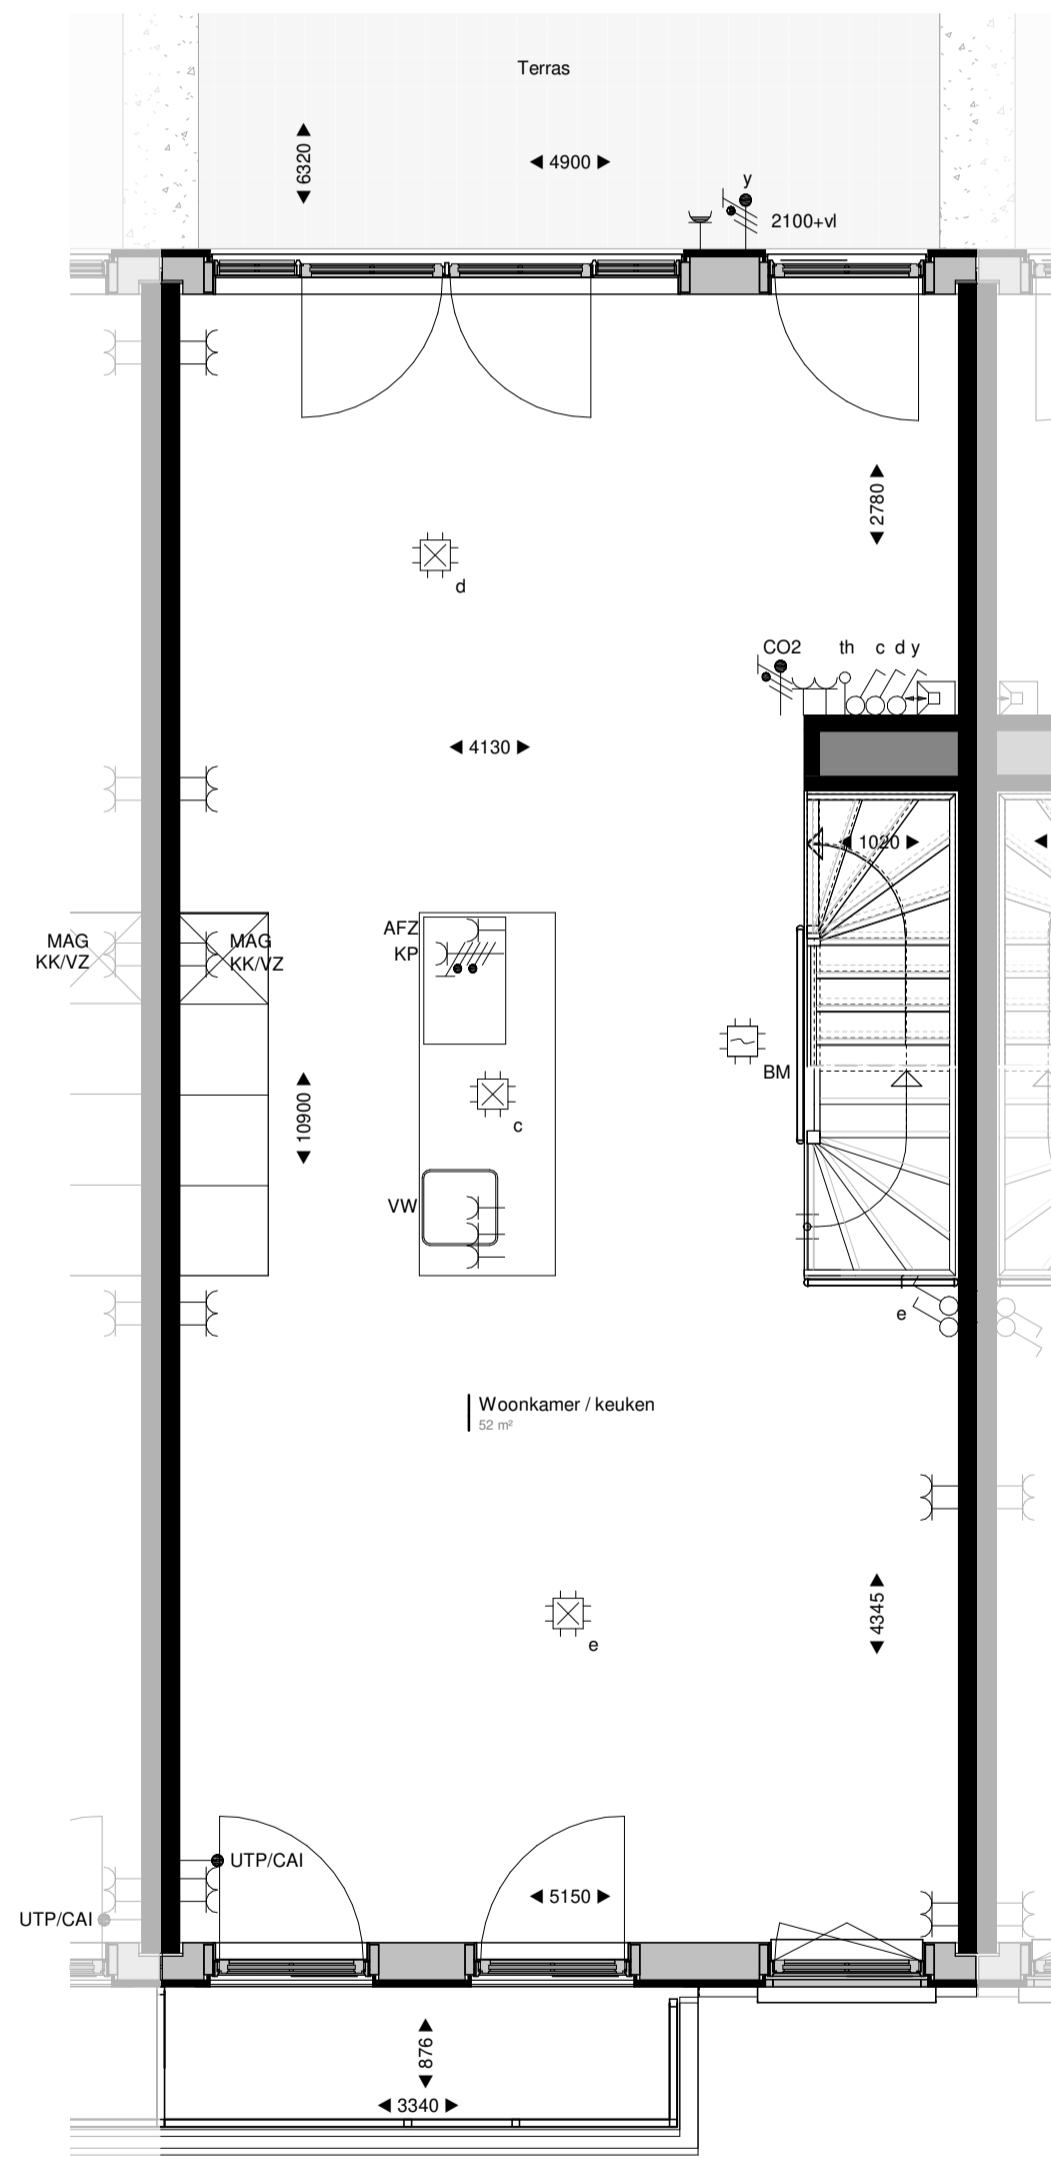 Terras
6320
4900
y
2100+vl
2780
d
CO2
th
c d y
4130
1020
MAG
KK/VZ
MAG
KK/VZ
AFZ
KP
BM
c
10900
VW
e
Woonkamer / keuken
52 m²
4345
e
UTP/CAI
UTP/CAI
5150
876
3340